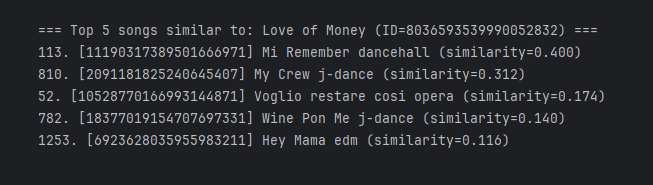 === Top 5 songs similar to: Love of Money (ID=8036593539990052832) ===
113. [11190317389501666971] Mi Remember dancehall (similarity=0.400)
810. [2091181825240645407] My Crew j-dance (similarity=0.312)
52. [10528770166993144871] Voglio restare cosi opera (similarity=0.174)
782. [18377019154707697331] Wine Pon Me j-dance (similarity=0.140)
1253. [6923628035955983211] Hey Mama edm (similarity=0.116)